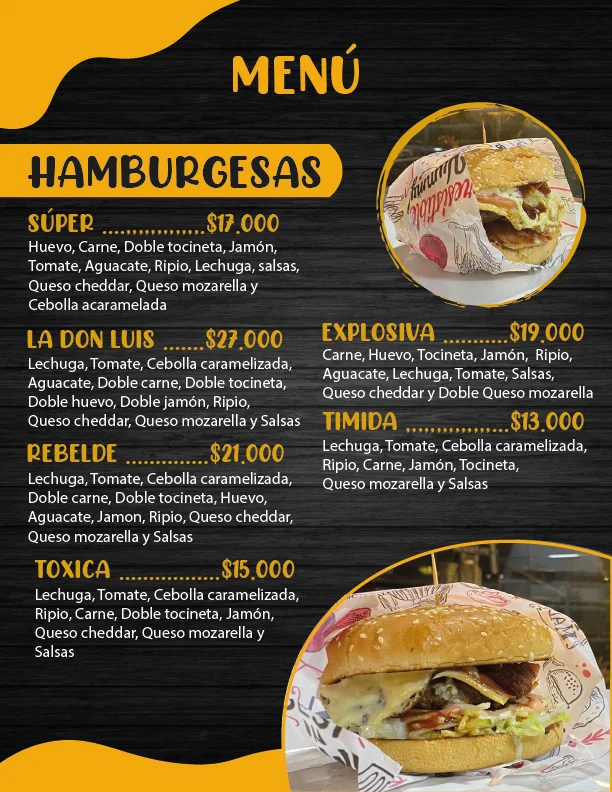 MENÚ
HAMBURGESAS
SÚPER .................$17.000
Huevo, Carne, Doble tocineta, Jamón,
Tomate, Aguacate, Ripio, Lechuga, salsas,
Queso cheddar, Queso mozarella y
Cebolla acaramelada
LA DON LUIS .......$27.000
Lechuga, Tomate, Cebolla caramelizada,
Aguacate, Doble carne, Doble tocineta,
Doble huevo, Doble jamón, Ripio,
Queso cheddar, Queso mozarella y Salsas
REBELDE ..............$21.000
Lechuga, Tomate, Cebolla caramelizada,
Doble carne, Doble tocineta, Huevo,
Aguacate, Jamon, Ripio, Queso cheddar,
Queso mozarella y Salsas
TOXICA .................$15.000
Lechuga, Tomate, Cebolla caramelizada,
Ripio, Carne, Doble tocineta, Jamón,
Queso cheddar, Queso mozarella y
Salsas
Yummy
irresistible
EXPLOSIVA ...........$19.000
Carne, Huevo, Tocineta, Jamón, Ripio,
Aguacate, Lechuga, Tomate, Salsas,
Queso cheddar y Doble Queso mozarella
TIMIDA .................$13.000
Lechuga, Tomate, Cebolla caramelizada,
Ripio, Carne, Jamón, Tocineta,
Queso mozarella y Salsas